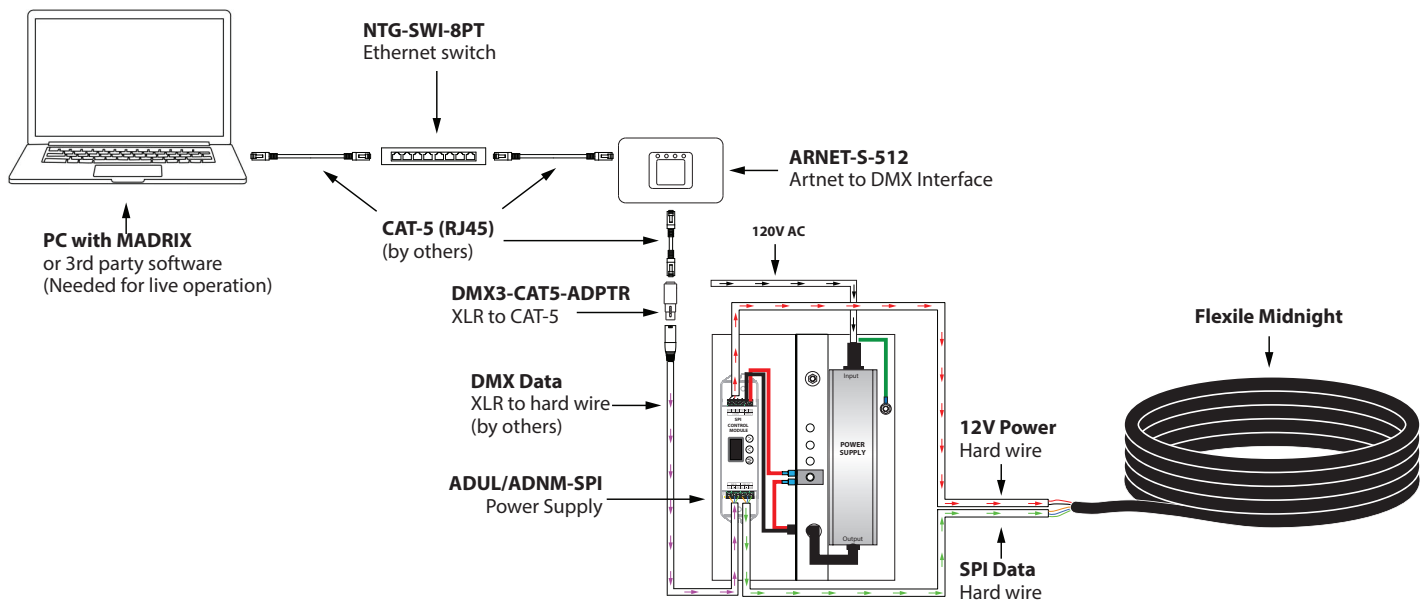 NTG-SWI-8PT
Ethernet switch
ARNET-S-512
Artnet to DMX Interface
PC with MADRIX
or 3rd party software
(Needed for live operation)
CAT-5 (RJ45)
(by others)
120V AC
DMX3-CAT5-ADPTR
XLR to CAT-5
Flexile Midnight
DMX Data
XLR to hard wire
(by others)
Input
SPI
CONTROL
MODULE
POWER
SUPPLY
12V Power
Hard wire
ADUL/ADNM-SPI
Power Supply
Output
SPI Data
Hard wire